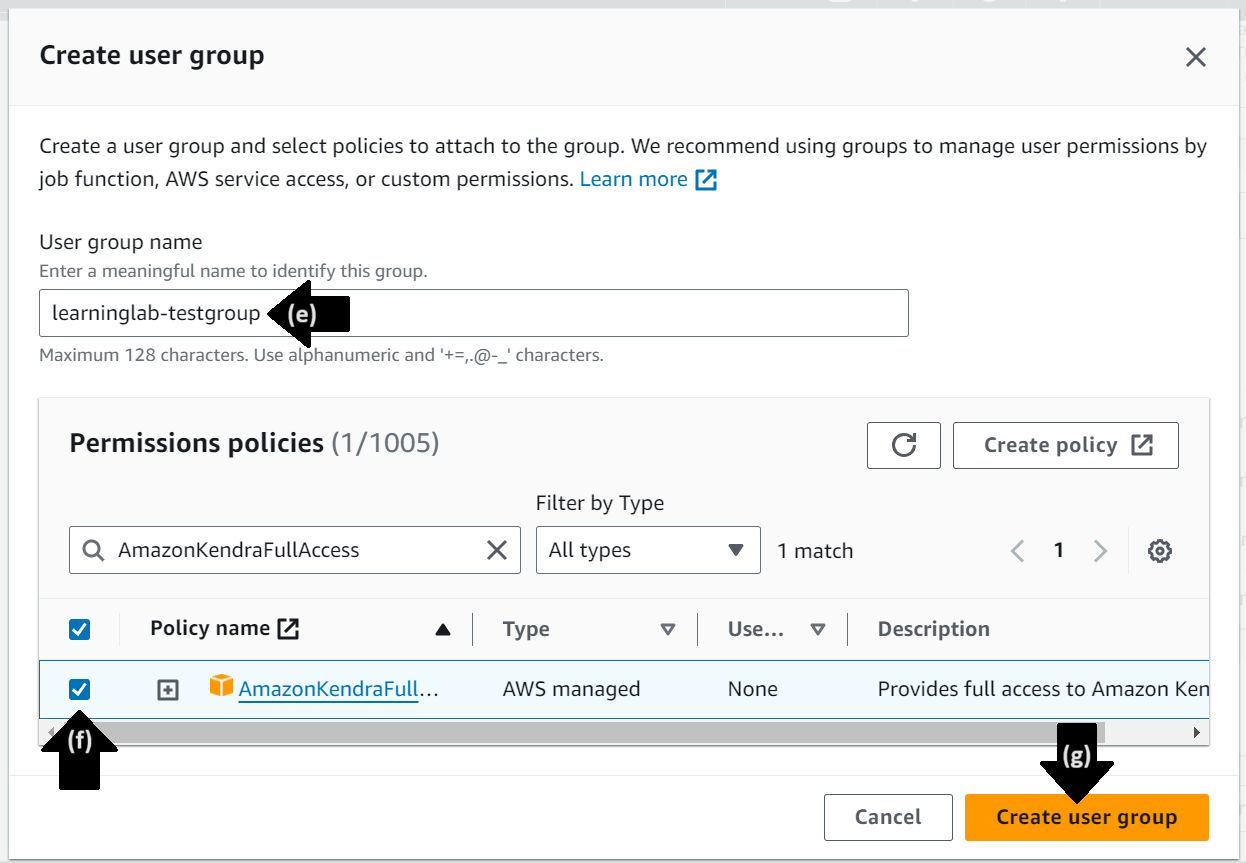 Create user group
Create a user group and select policies to attach to the group. We recommend using groups to manage user permissions by
job function, AWS service access, or custom permissions. Learn more
User group name
Enter a meaningful name to identify this group.
learninglab-testgroup (e)
Maximum 128 characters. Use alphanumeric and '+=,.@-_' characters.
Permissions policies (1/1005)
Create policy
Filter by Type
AmazonKendraFullAccess All types 1 match 1
Policy name Type Use... Description
AmazonKendraFull... AWS managed None Provides full access to Amazon Ken
(f)
(g)
Cancel Create user group